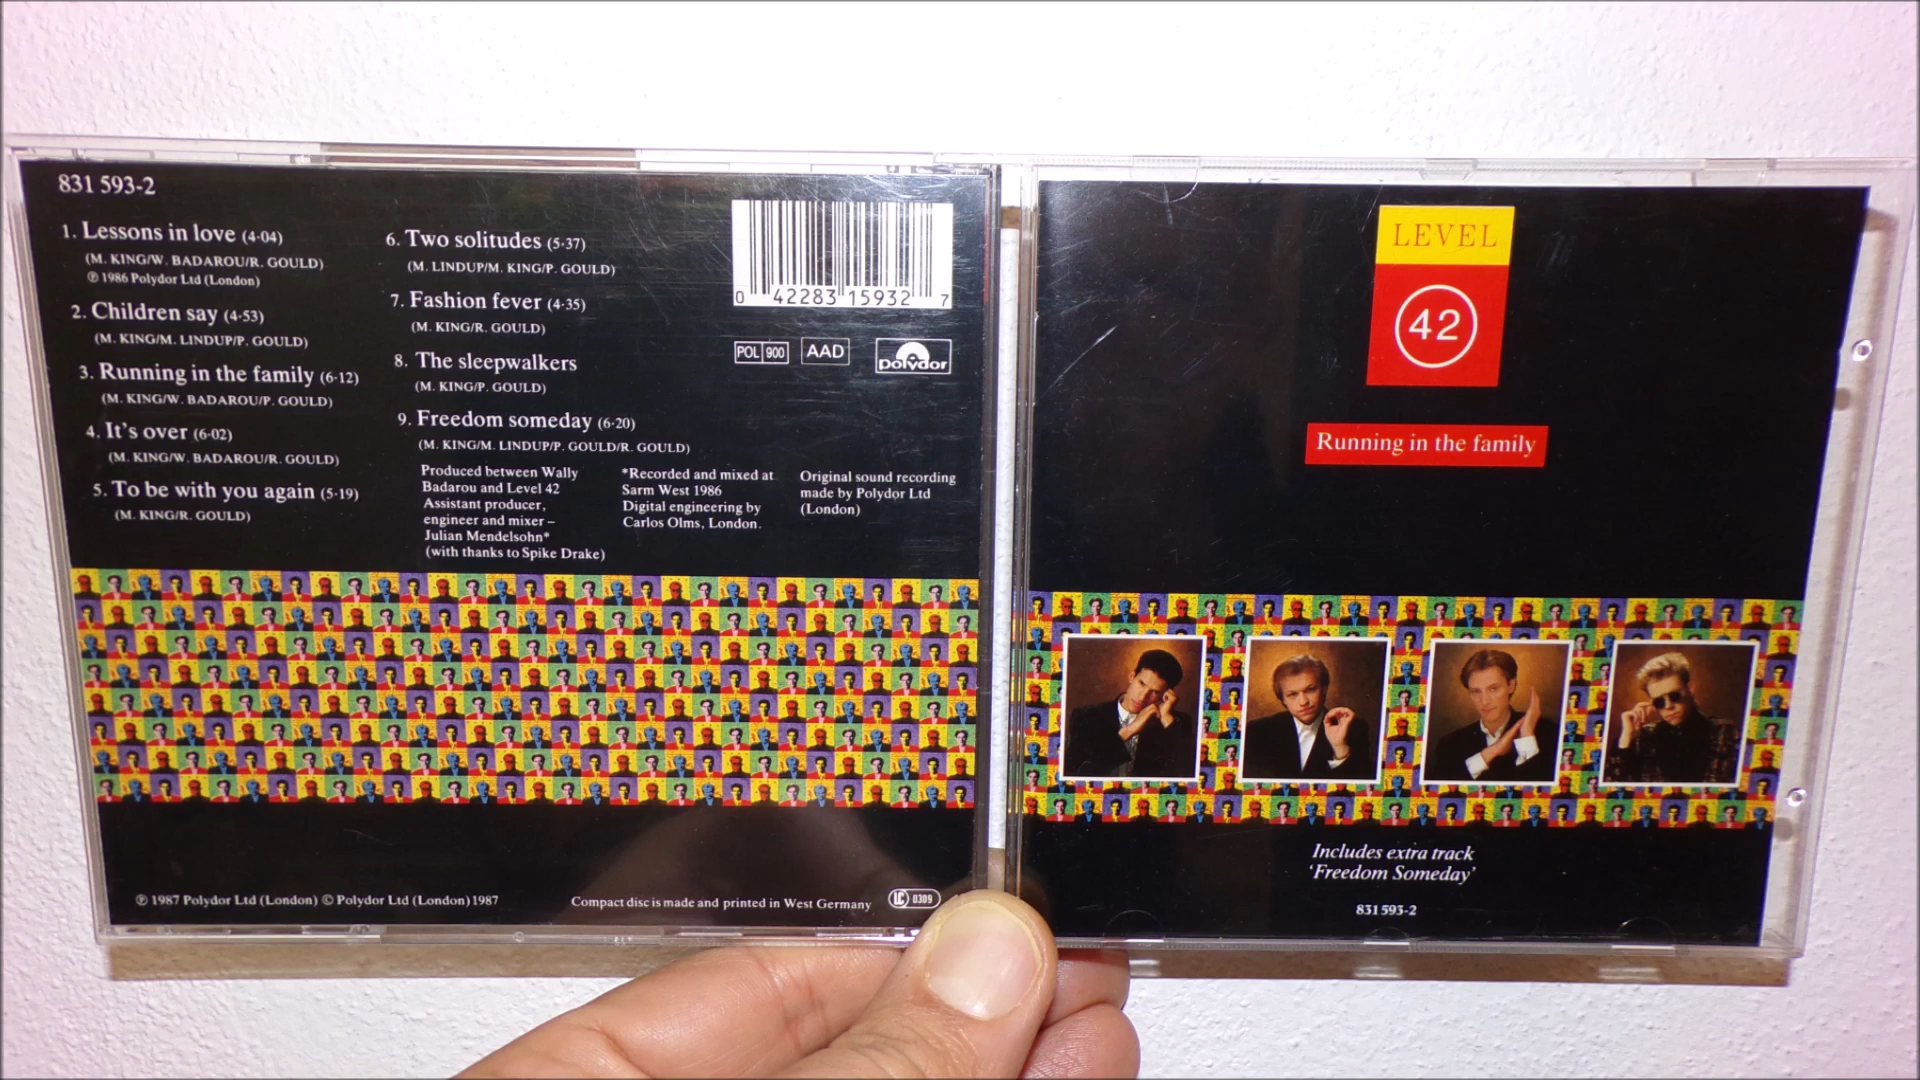 831 593-2
1. Lessons in love (4·04)
(M. KING/W. BADAROU/R. GOULD)
℗ 1986 Polydor Ltd (London)
2. Children say (4·53)
(M. KING/M. LINDUP/P. GOULD)
3. Running in the family (6·12)
(M. KING/W. BADAROU/P. GOULD)
4. It's over (6·02)
(M. KING/W. BADAROU/R. GOULD)
5. To be with you again (5·19)
(M. KING/R. GOULD)
6. Two solitudes (5·37)
(M. LINDUP/M. KING/P. GOULD)
7. Fashion fever (4·35)
(M. KING/R. GOULD)
8. The sleepwalkers
(M. KING/P. GOULD)
9. Freedom someday (6·20)
(M. KING/M. LINDUP/P. GOULD/R. GOULD)
Produced between Wally
Badarou and Level 42
Assistant producer,
engineer and mixer –
Julian Mendelsohn*
(with thanks to Spike Drake)
*Recorded and mixed at
Sarm West 1986
Digital engineering by
Carlos Olms, London.
Original sound recording
made by Polydor Ltd
(London)
0 42283 15932 7
POL 900
AAD
polydor
℗ 1987 Polydor Ltd (London) © Polydor Ltd (London) 1987
Compact disc is made and printed in West Germany
LC 0309
LEVEL
42
Running in the family
Includes extra track
‘Freedom Someday’
831 593-2